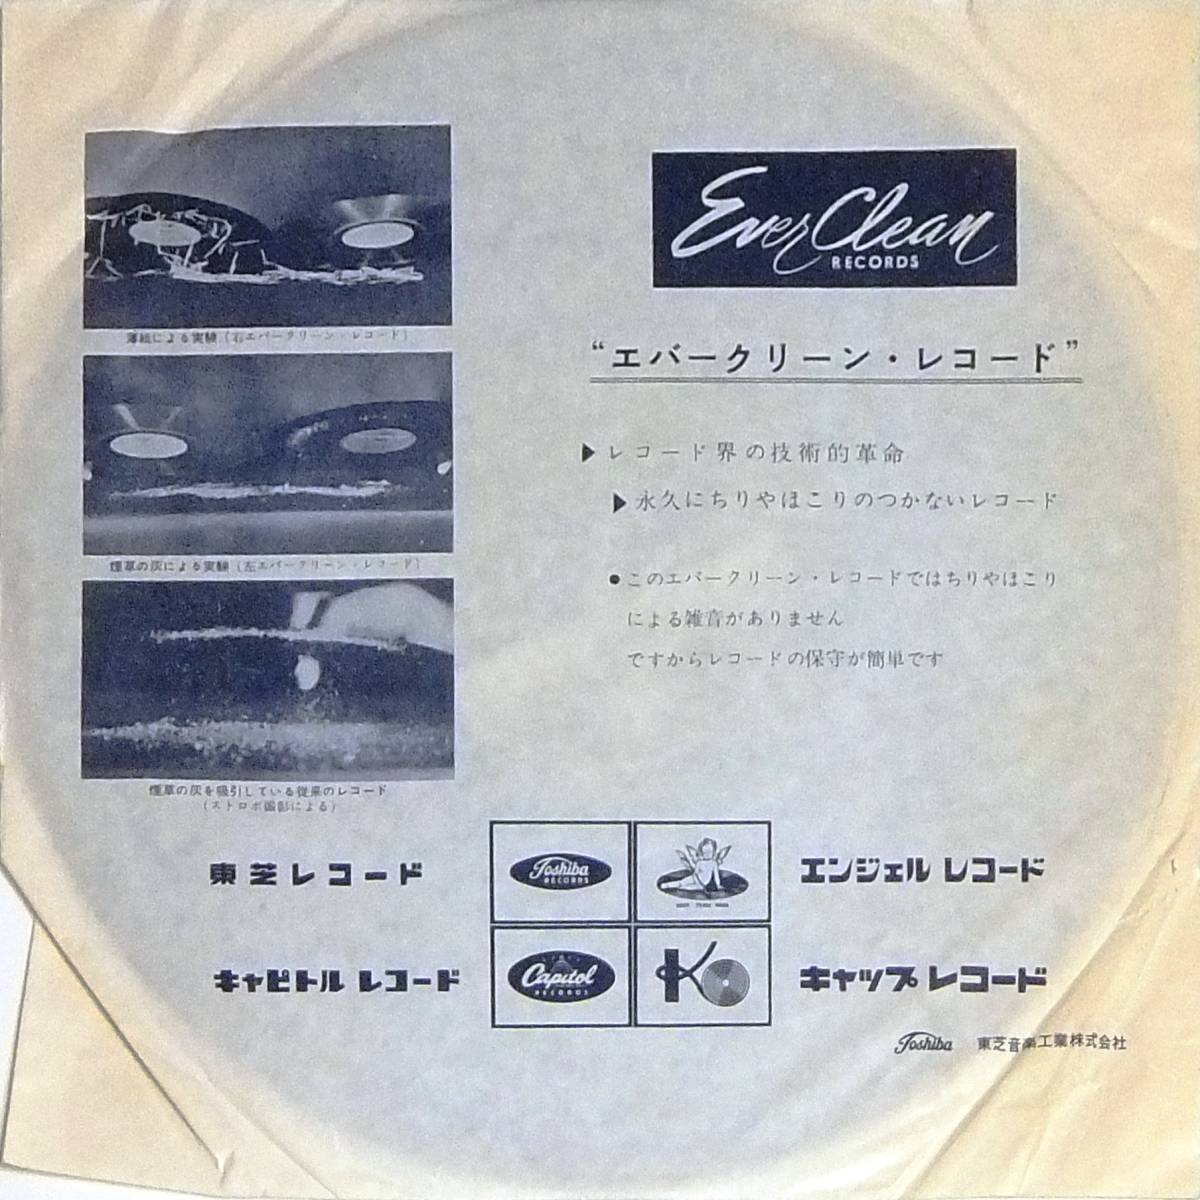 Ever Clean
RECORDS
“エバークリーン・レコード”
▶レコード界の技術的革命
▶永久にちりやほこりのつかないレコード
●このエバークリーン・レコードではちりやほこり
による雑音がありません
ですからレコードの保守が簡単です
薄紙による実験(右エバークリーン・レコード)
煙草の灰による実験(左エバークリーン・レコード)
煙草の灰を吸引している従来のレコード
(ストロボ撮影による)
東芝レコード
Toshiba
RECORDS
エンジェル レコード
キャピトル レコード
Capitol
RECORDS
キャップ レコード
Toshiba 東芝音楽工業株式会社